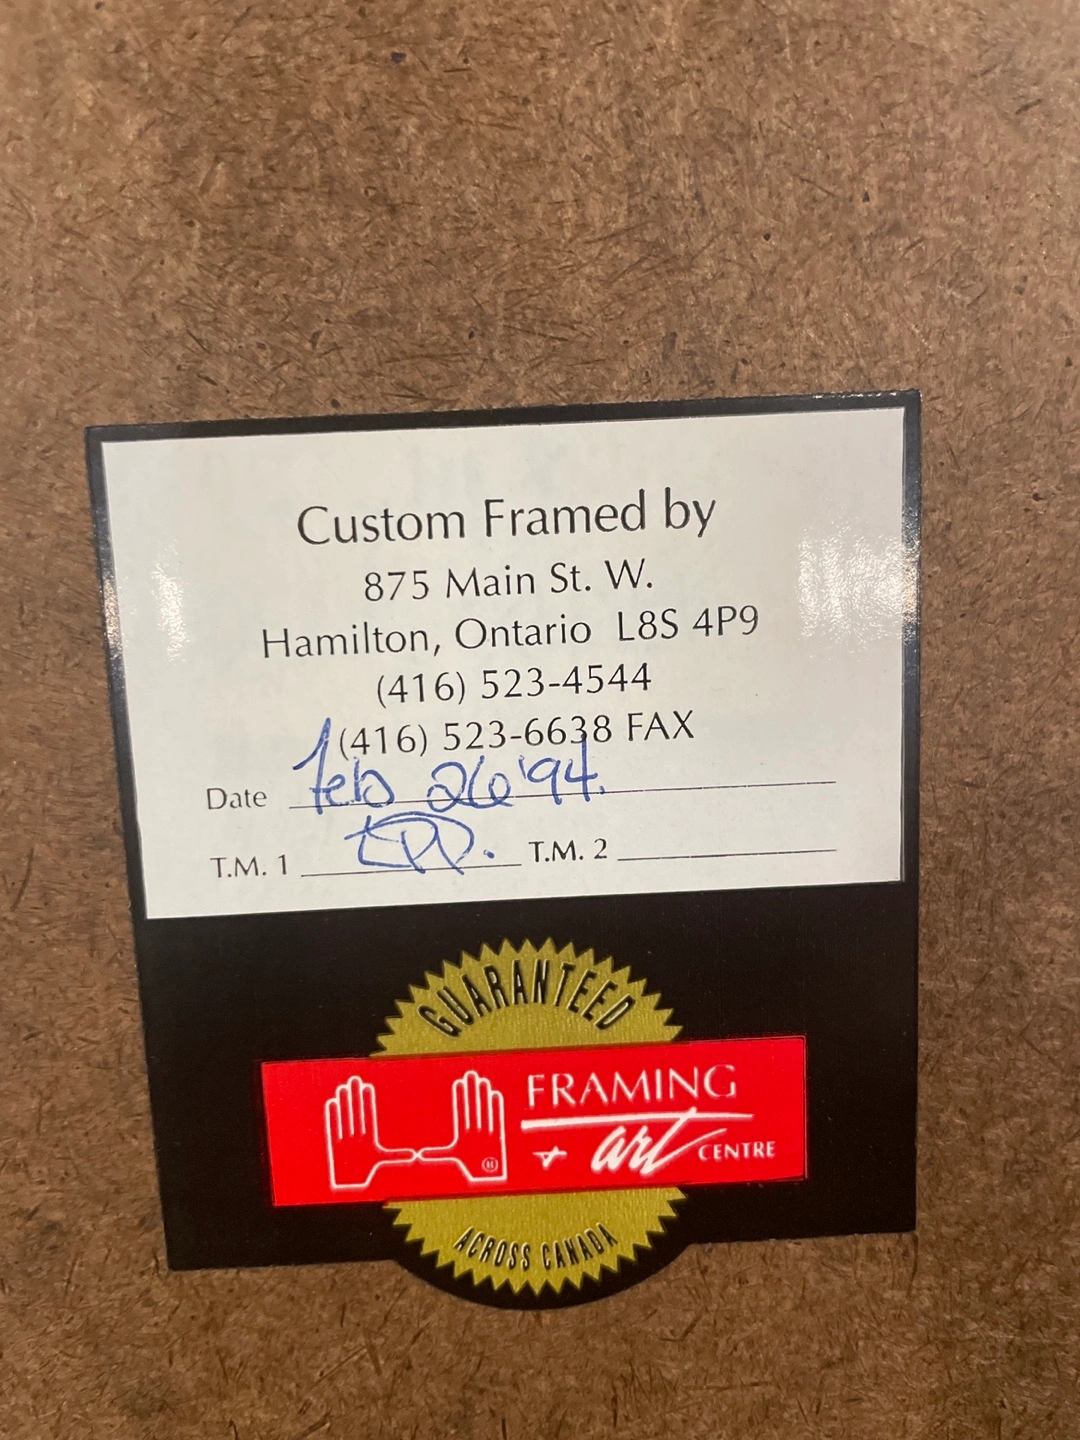 Custom Framed by
875 Main St. W.
Hamilton, Ontario L8S 4P9
(416) 523-4544
(416) 523-6638 FAX
Date Feb 26 '94.
T.M. 1 T.M. 2
GUARANTEED
FRAMING
+ art CENTRE
ACROSS CANADA